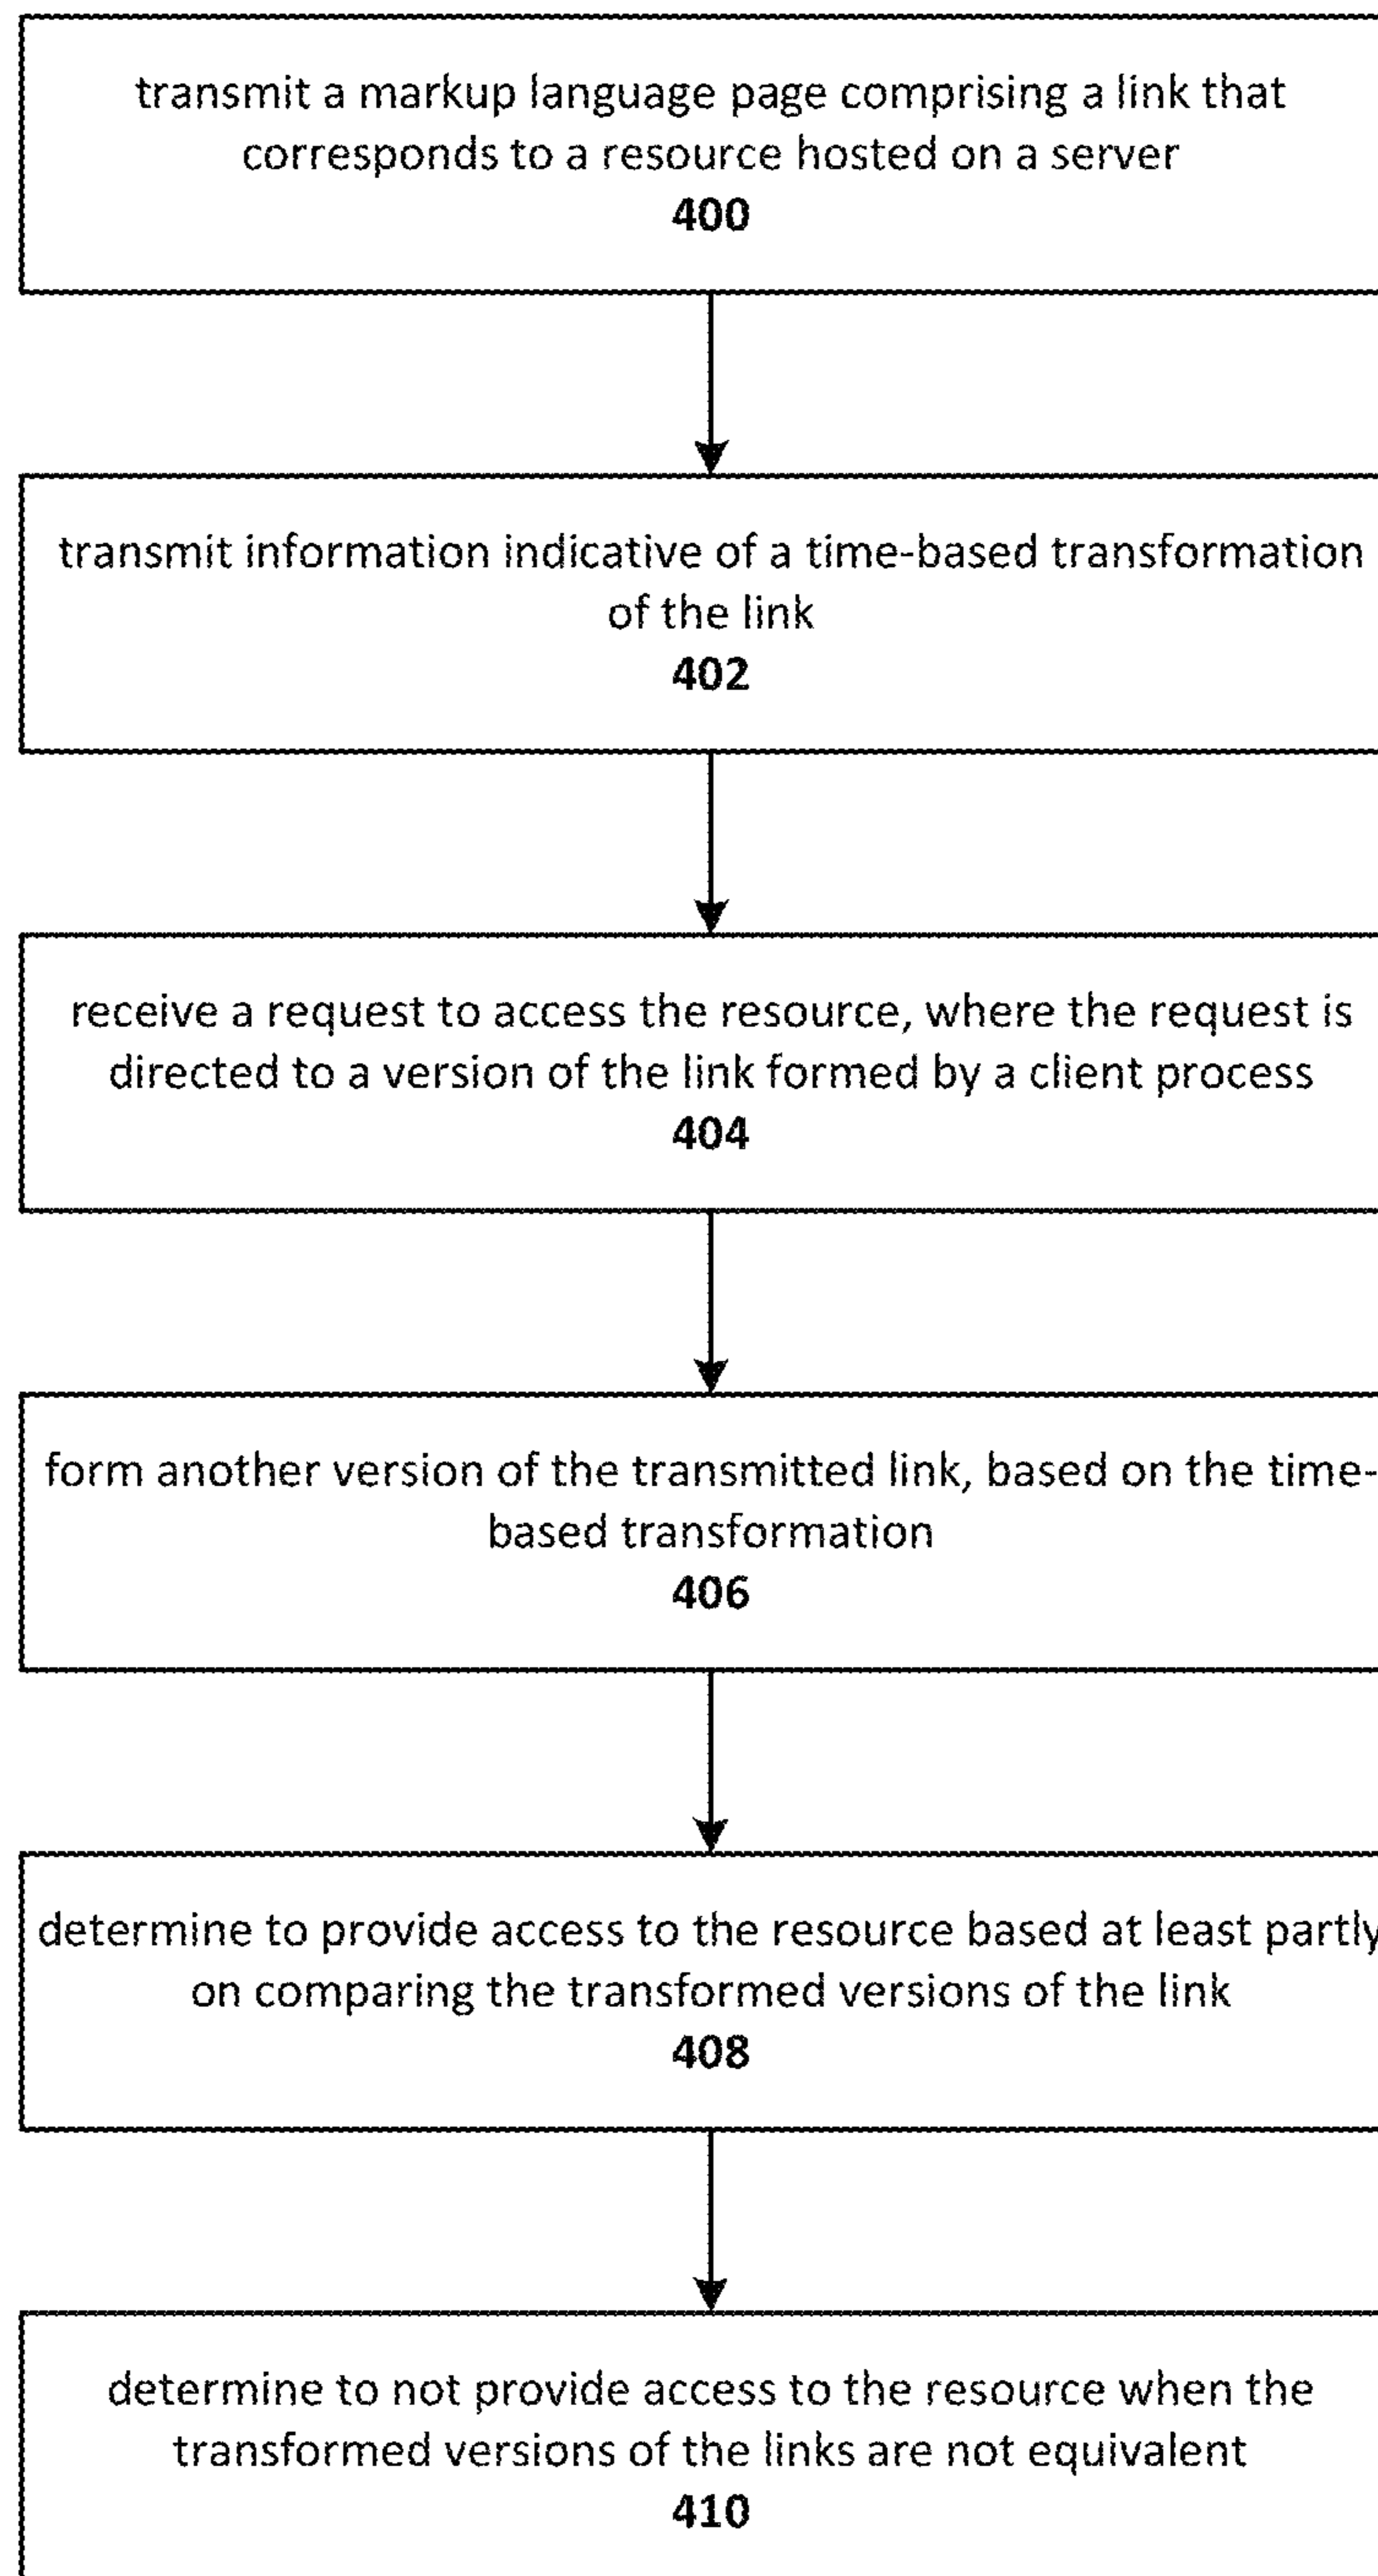 transmit a markup language page comprising a link that
corresponds to a resource hosted on a server
400
transmit information indicative of a time-based transformation
of the link
402
receive a request to access the resource, where the request is
directed to a version of the link formed by a client process
404
form another version of the transmitted link, based on the time-
based transformation
406
determine to provide access to the resource based at least partly
on comparing the transformed versions of the link
408
determine to not provide access to the resource when the
transformed versions of the links are not equivalent
410